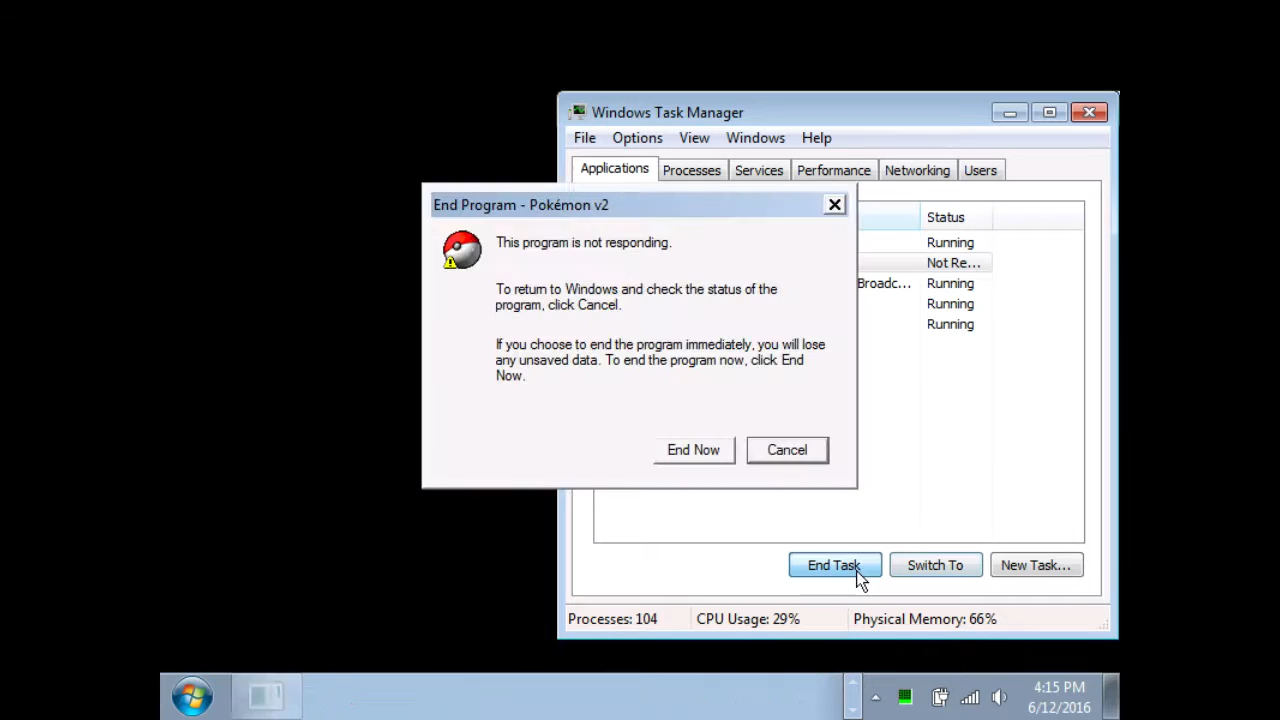 Windows Task Manager
File Options View Windows Help
Applications Processes Services Performance Networking Users
End Program - Pokémon v2
Status
This program is not responding.
Running
Not Re...
To return to Windows and check the status of the
program, click Cancel.
Broadc... Running
Running
Running
If you choose to end the program immediately, you will lose
any unsaved data. To end the program now, click End
Now.
End Now Cancel
End Task Switch To New Task...
Processes: 104 CPU Usage: 29% Physical Memory: 66%
4:15 PM
6/12/2016